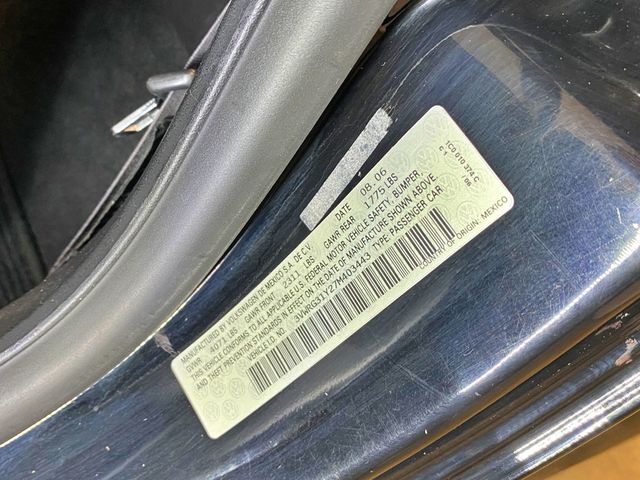 MANUFACTURED BY VOLKSWAGEN DE MEXICO S.A. DE C.V. DATE 08.06
GVWR 4071 LBS GAWR FRONT 2311 LBS GAWR REAR 1775 LBS
THIS VEHICLE CONFORMS TO ALL APPLICABLE U.S. FEDERAL MOTOR VEHICLE SAFETY, BUMPER
AND THEFT PREVENTION STANDARDS IN EFFECT ON THE DATE OF MANUFACTURE SHOWN ABOVE
VEHICLE I.D. NO. 3VWRG31Y27M403443 TYPE: PASSENGER CAR
COUNTRY OF ORIGIN: MEXICO
1C0 010 374 C
C 1 / 06